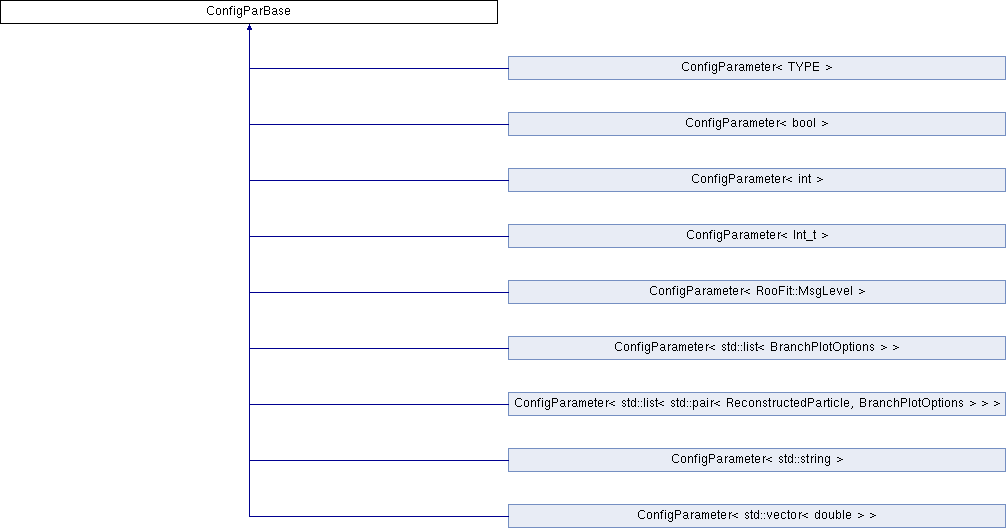 ConfigParBase
ConfigParameter< TYPE >
ConfigParameter< bool >
ConfigParameter< int >
ConfigParameter< Int_t >
ConfigParameter< RooFit::MsgLevel >
ConfigParameter< std::list< BranchPlotOptions > >
ConfigParameter< std::list< std::pair< ReconstructedParticle, BranchPlotOptions > > >
ConfigParameter< std::string >
ConfigParameter< std::vector< double > >